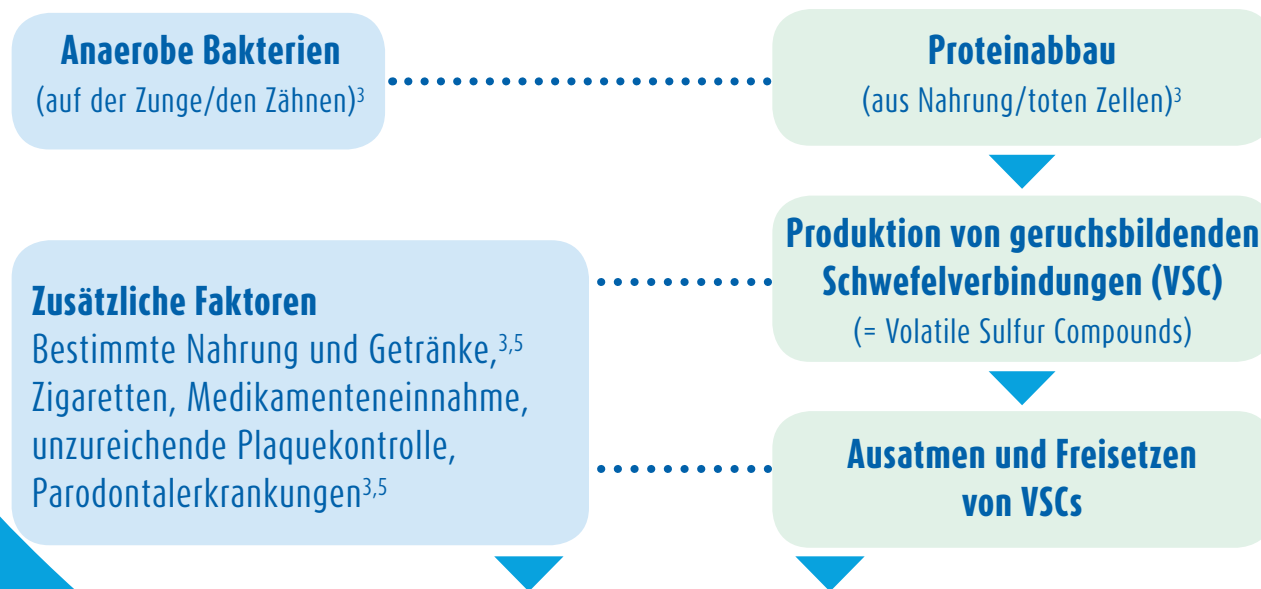 Anaerobe Bakterien
(auf der Zunge/den Zähnen)³
Proteinabbau
(aus Nahrung/toten Zellen)³
Produktion von geruchsbildenden
Schwefelverbindungen (VSC)
(= Volatile Sulfur Compounds)
Zusätzliche Faktoren
Bestimmte Nahrung und Getränke,³,⁵
Zigaretten, Medikamenteneinnahme,
unzureichende Plaquekontrolle,
Parodontalerkrankungen³,⁵
Ausatmen und Freisetzen
von VSCs